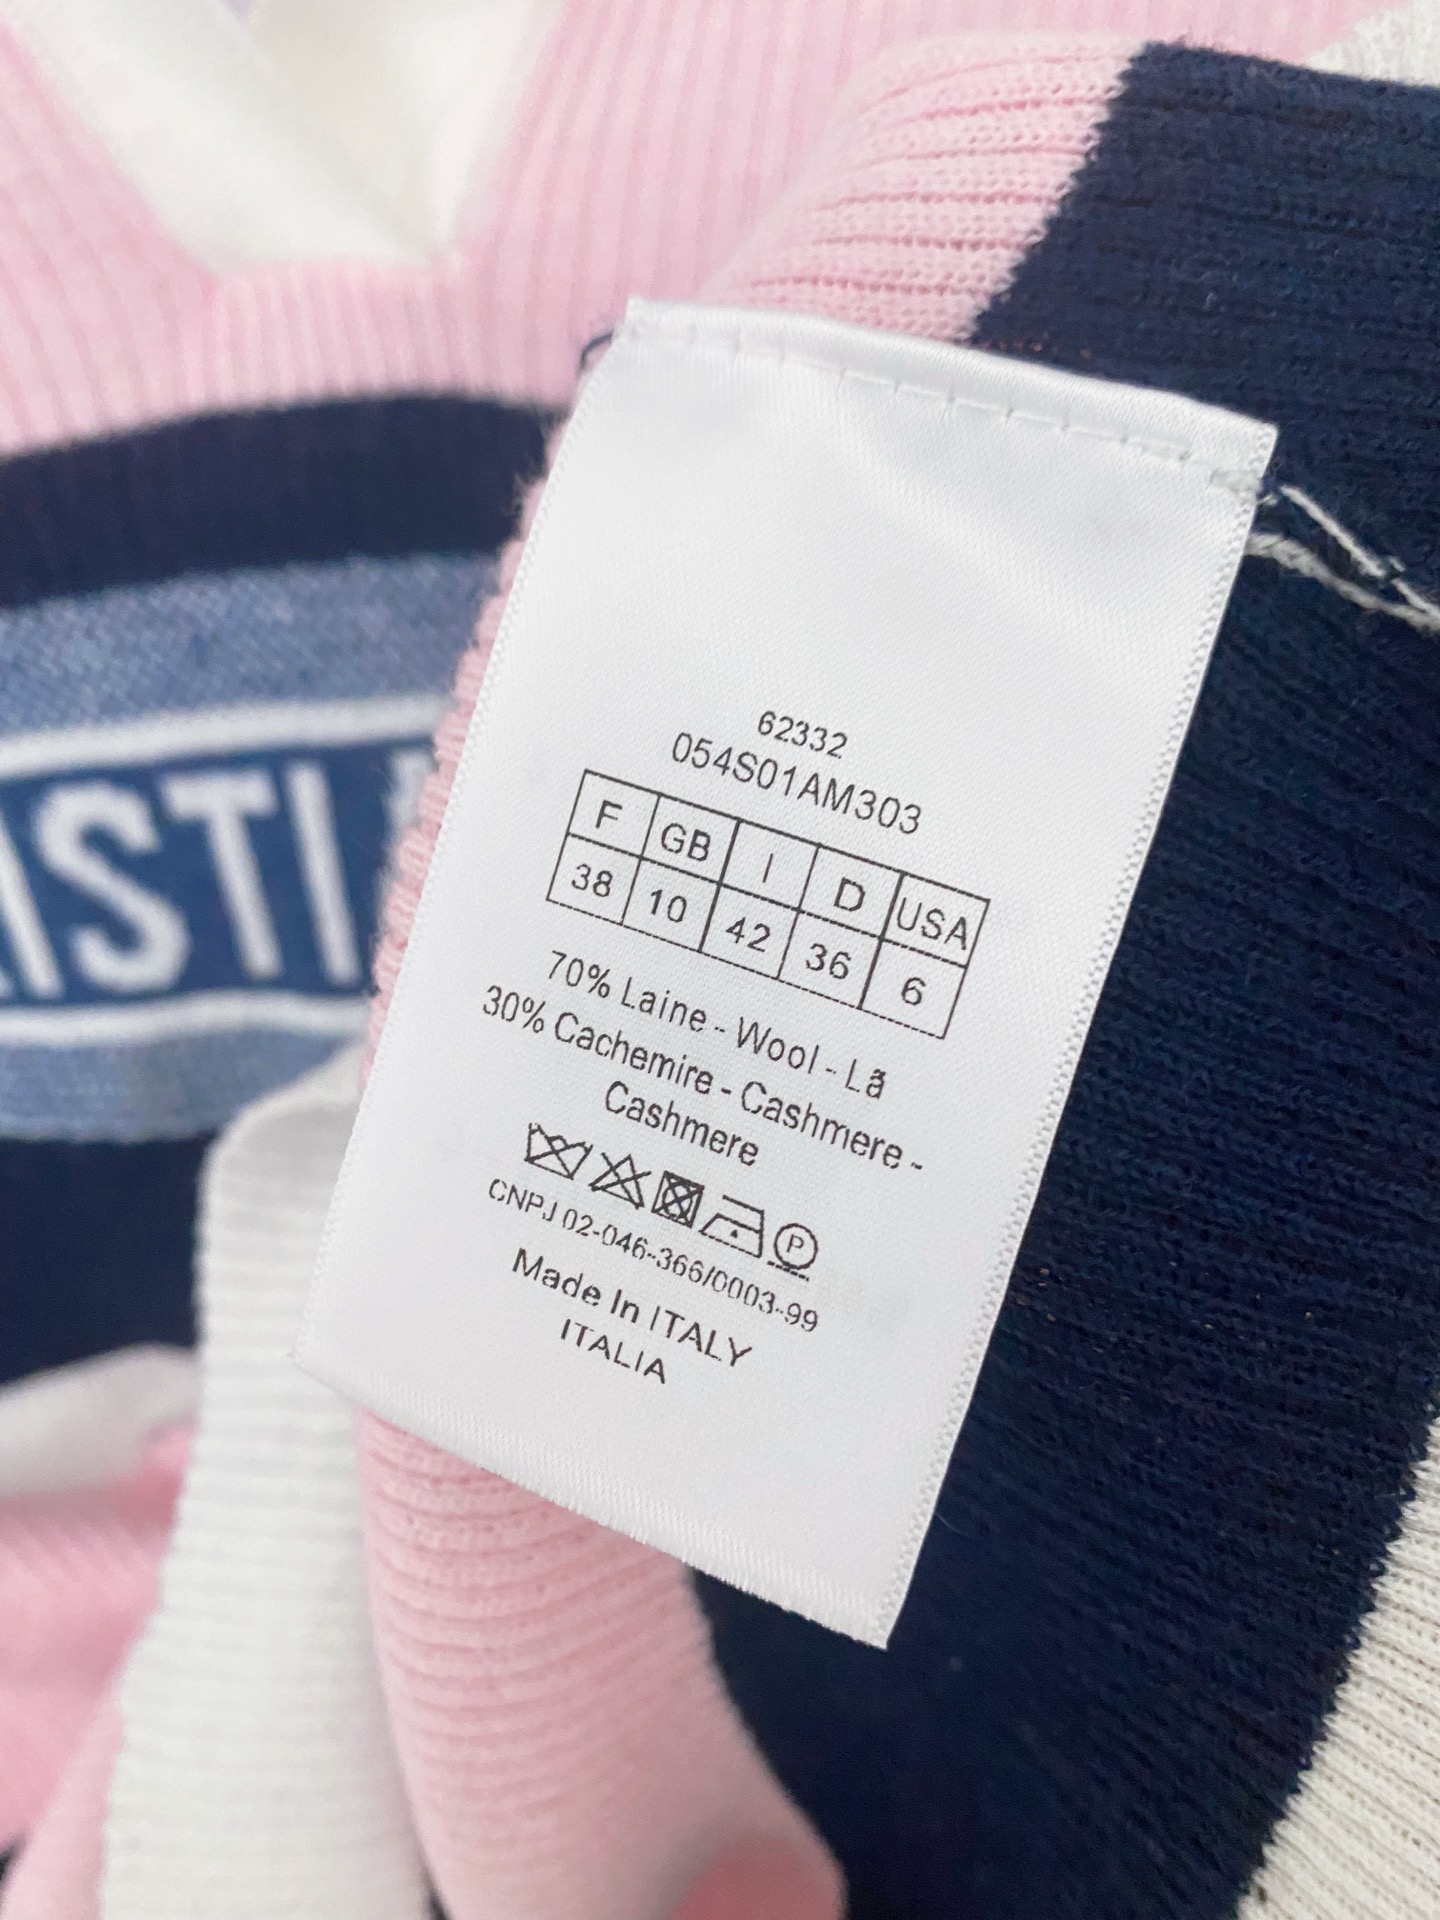 62332
054S01AM303
F GB I D USA
38 10 42 36 6
70% Laine - Wool - Lã
30% Cachemire - Cashmere -
Cashmere
P
CNPJ 02-046-366/0003-99
Made In ITALY
ITALIA
ISTI